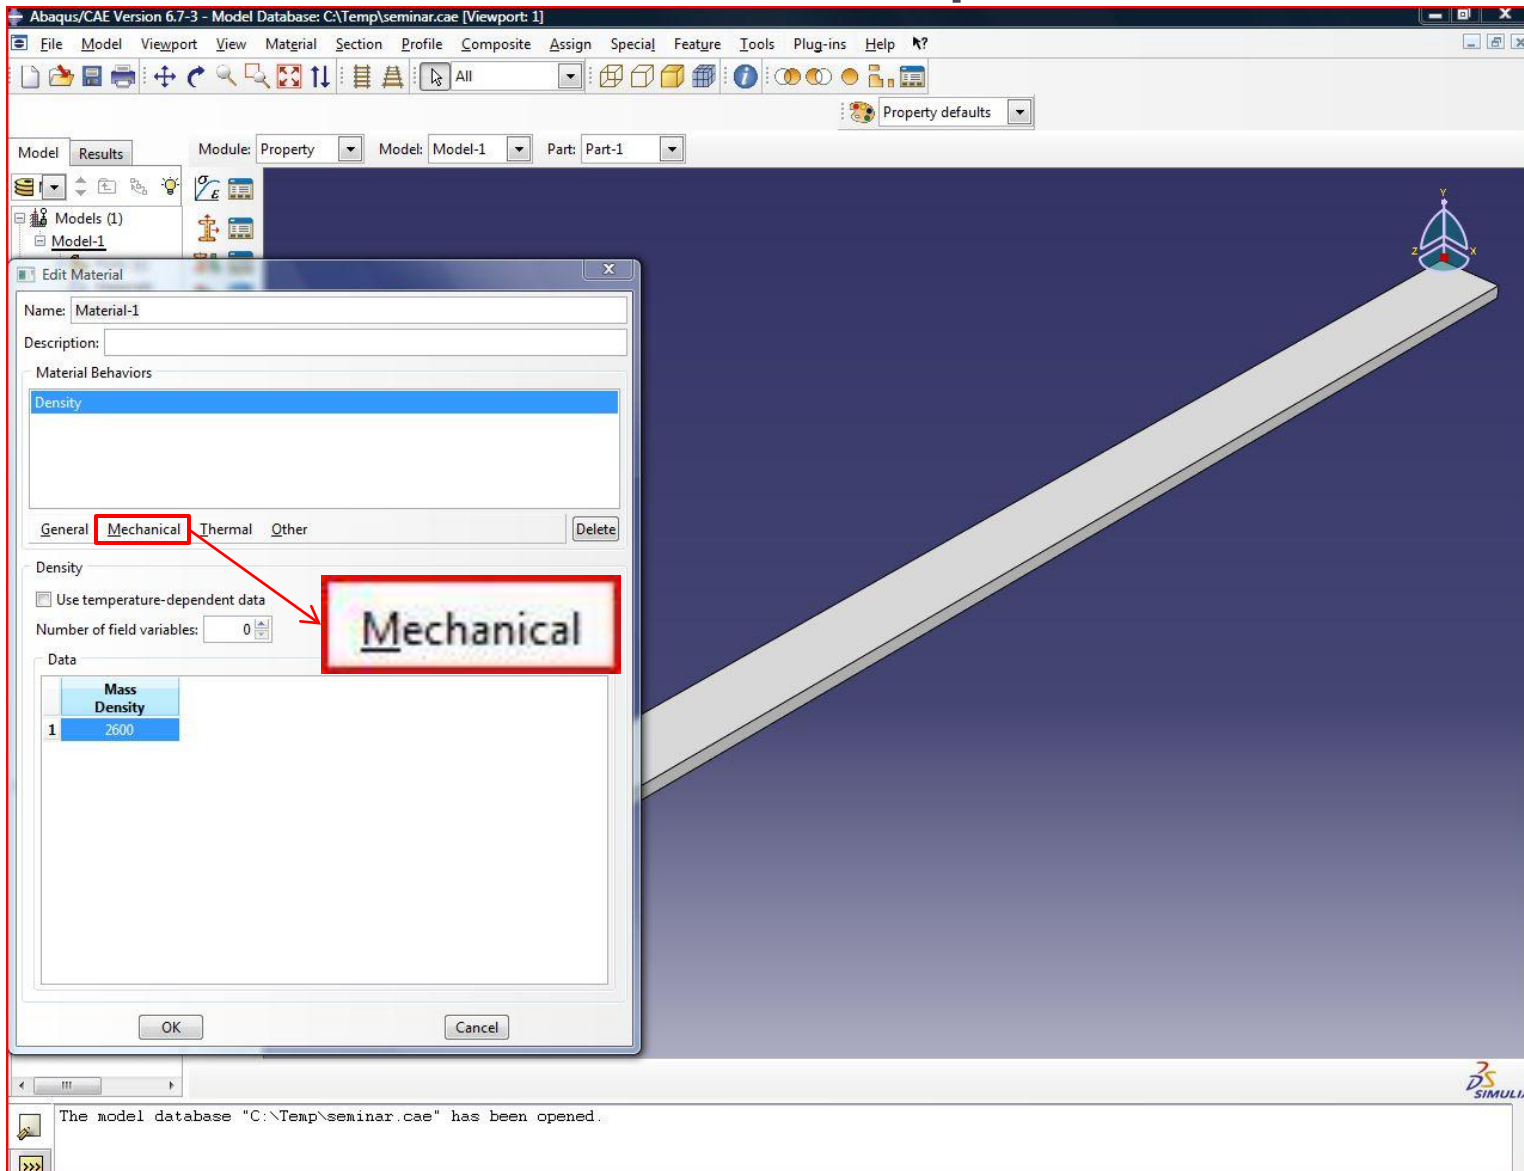 Abaqus/CAE Version 6.7-3 - Model Database: C:\Temp\seminar.cae [Viewport: 1]
File Model Viewport View Material Section Profile Composite Assign Special Feature Tools Plug-ins Help
All
Property defaults
Model Results Module: Property Model: Model-1 Part: Part-1
σ
ε
Models (1)
Model-1
Y
Z X
Edit Material
Name: Material-1
Description:
Material Behaviors
Density
General Mechanical Thermal Other Delete
Density
Use temperature-dependent data
Number of field variables: 0
Mechanical
Data
Mass
Density
1 2600
OK Cancel
SIMULIA
The model database "C:\Temp\seminar.cae" has been opened.
>>>